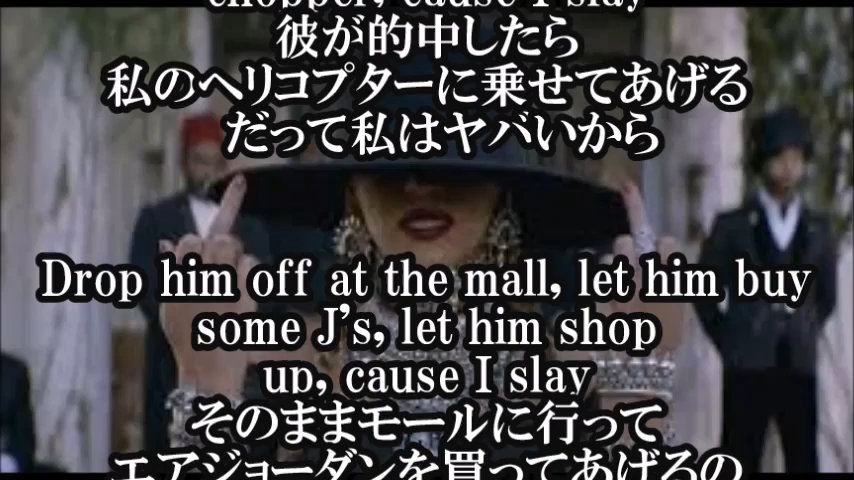 chopper, cause I slay
彼が的中したら
私のヘリコプターに乗せてあげる
だって私はヤバいから
Drop him off at the mall, let him buy
some J's, let him shop
up, cause I slay
そのままモールに行って
エアジョーダンを買ってあげるの